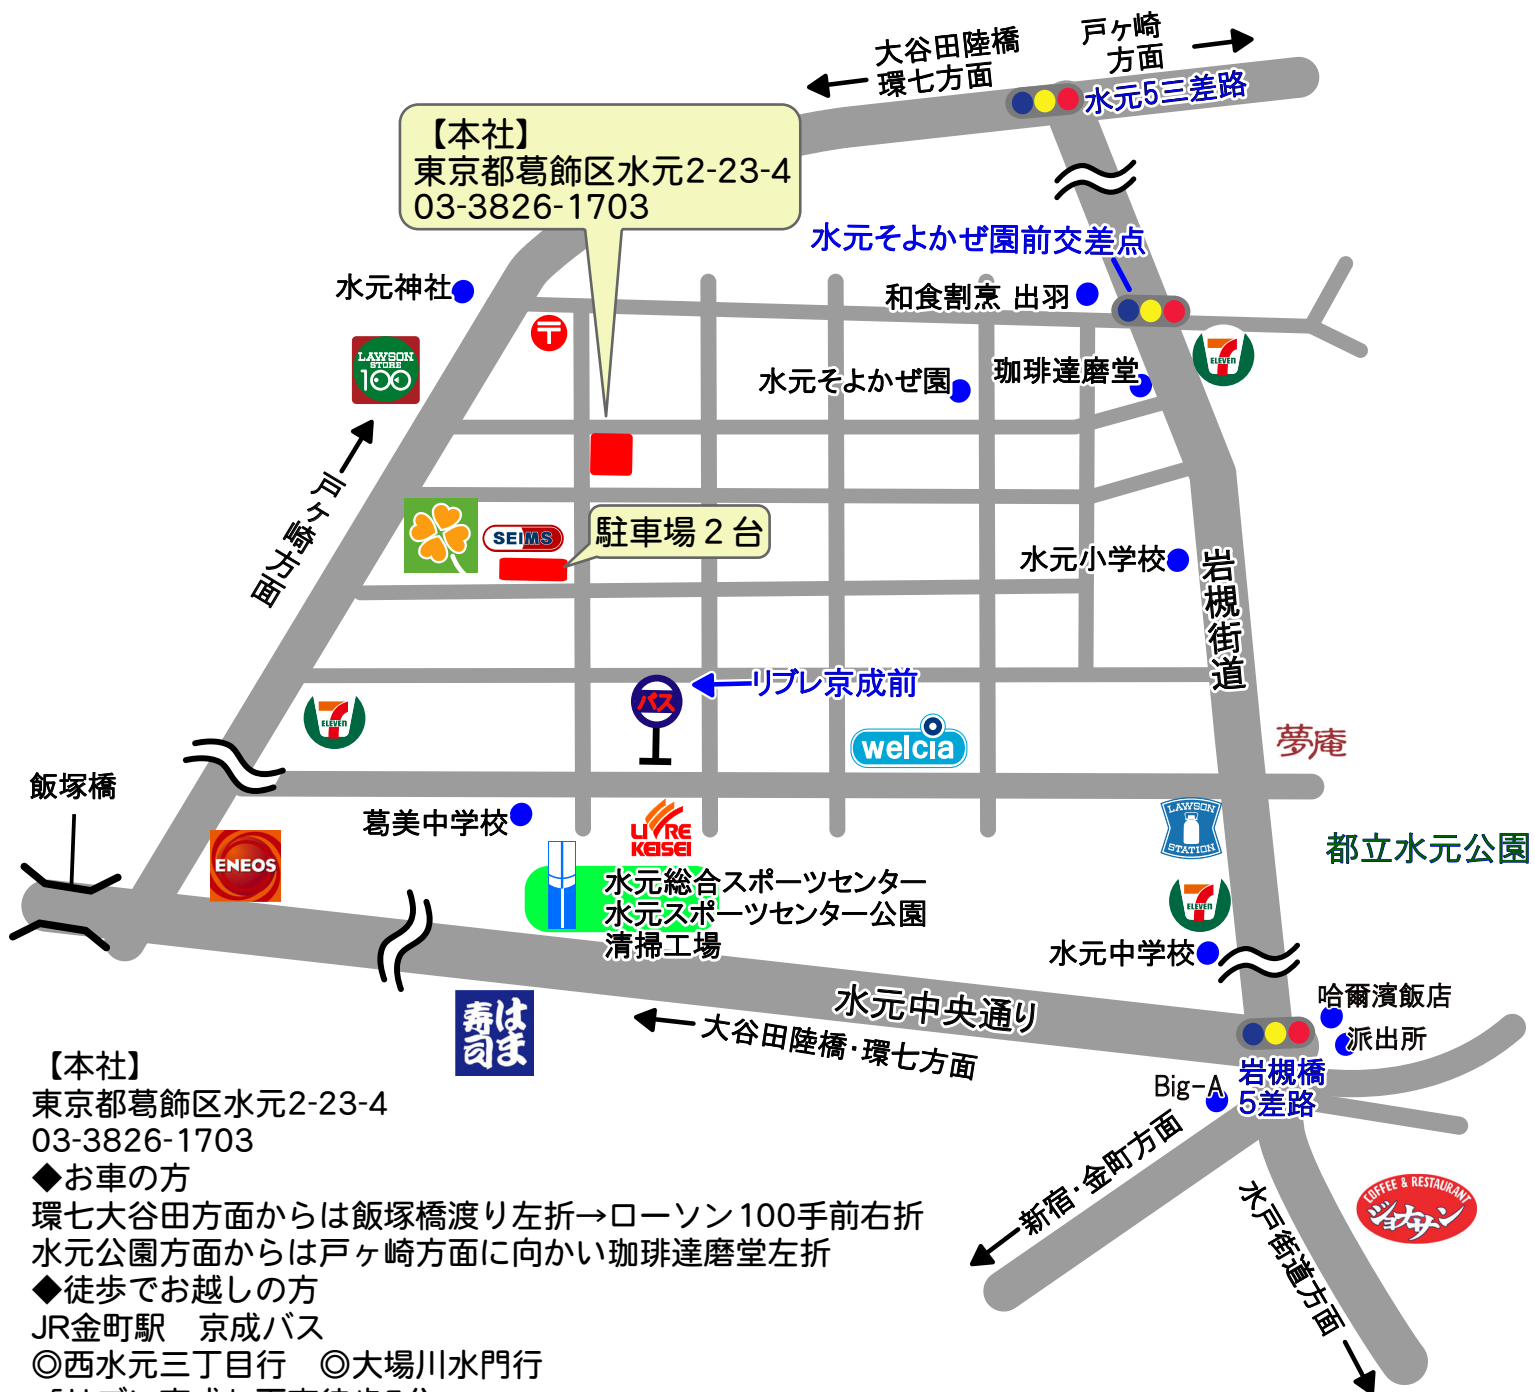 大谷田陸橋
環七方面
戸ヶ崎
方面
水元5三差路
【本社】
東京都葛飾区水元2-23-4
03-3826-1703
水元そよかぜ園前交差点
水元神社
和食割烹 出羽
〒
LAWSON
STORE
100
水元そよかぜ園
珈琲達磨堂
7
ELEVEN
戸ヶ崎方面
SEIMS
駐車場２台
水元小学校
岩槻街道
バス
リブレ京成前
7
ELEVEN
welcia
夢庵
飯塚橋
葛美中学校
LIVRE
KEISEI
LAWSON
STATION
都立水元公園
ENEOS
水元総合スポーツセンター
水元スポーツセンター公園
清掃工場
7
ELEVEN
水元中学校
はま
寿司
水元中央通り
大谷田陸橋・環七方面
哈爾濱飯店
派出所
岩槻橋
5差路
Big-A
新宿・金町方面
水戸街道方面
COFFEE & RESTAURANT
ジョナサン
【本社】
東京都葛飾区水元2-23-4
03-3826-1703
◆お車の方
環七大谷田方面からは飯塚橋渡り左折→ローソン100手前右折
水元公園方面からは戸ヶ崎方面に向かい珈琲達磨堂左折
◆徒歩でお越しの方
JR金町駅　京成バス
◎西水元三丁目行　◎大場川水門行